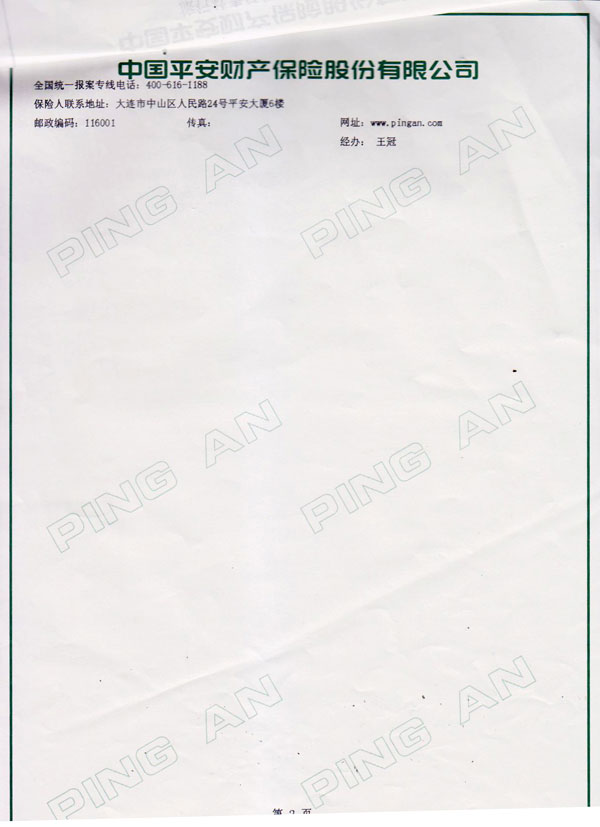 中国平安财产保险股份有限公司
全国统一报案专线电话：400-616-1188
保险人联系地址：大连市中山区人民路24号平安大厦6楼
邮政编码：116001 传真： 网址：www.pingan.com
经办： 王冠
PING AN PING AN
PING AN PING AN
PING AN PING AN
第 2 页